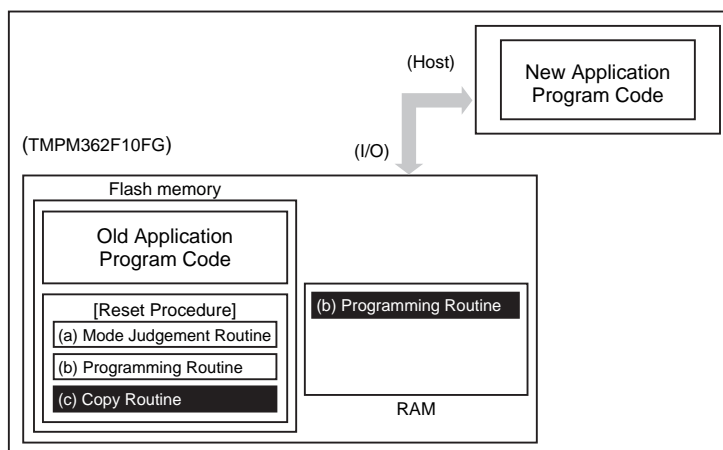 (Host)
New Application
Program Code
(TMPM362F10FG)
(I/O)
Flash memory
Old Application
Program Code
[Reset Procedure]
(a) Mode Judgement Routine
(b) Programming Routine
(c) Copy Routine
(b) Programming Routine
RAM